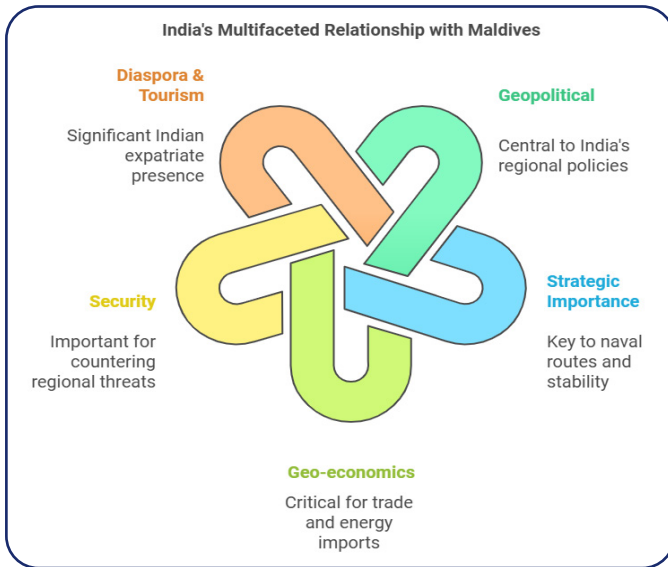 India's Multifaceted Relationship with Maldives
Diaspora &
Tourism
Significant Indian
expatriate
presence
Geopolitical
Central to India's
regional policies
Security
Important for
countering
regional threats
Strategic
Importance
Key to naval
routes and
stability
Geo-economics
Critical for trade
and energy
imports